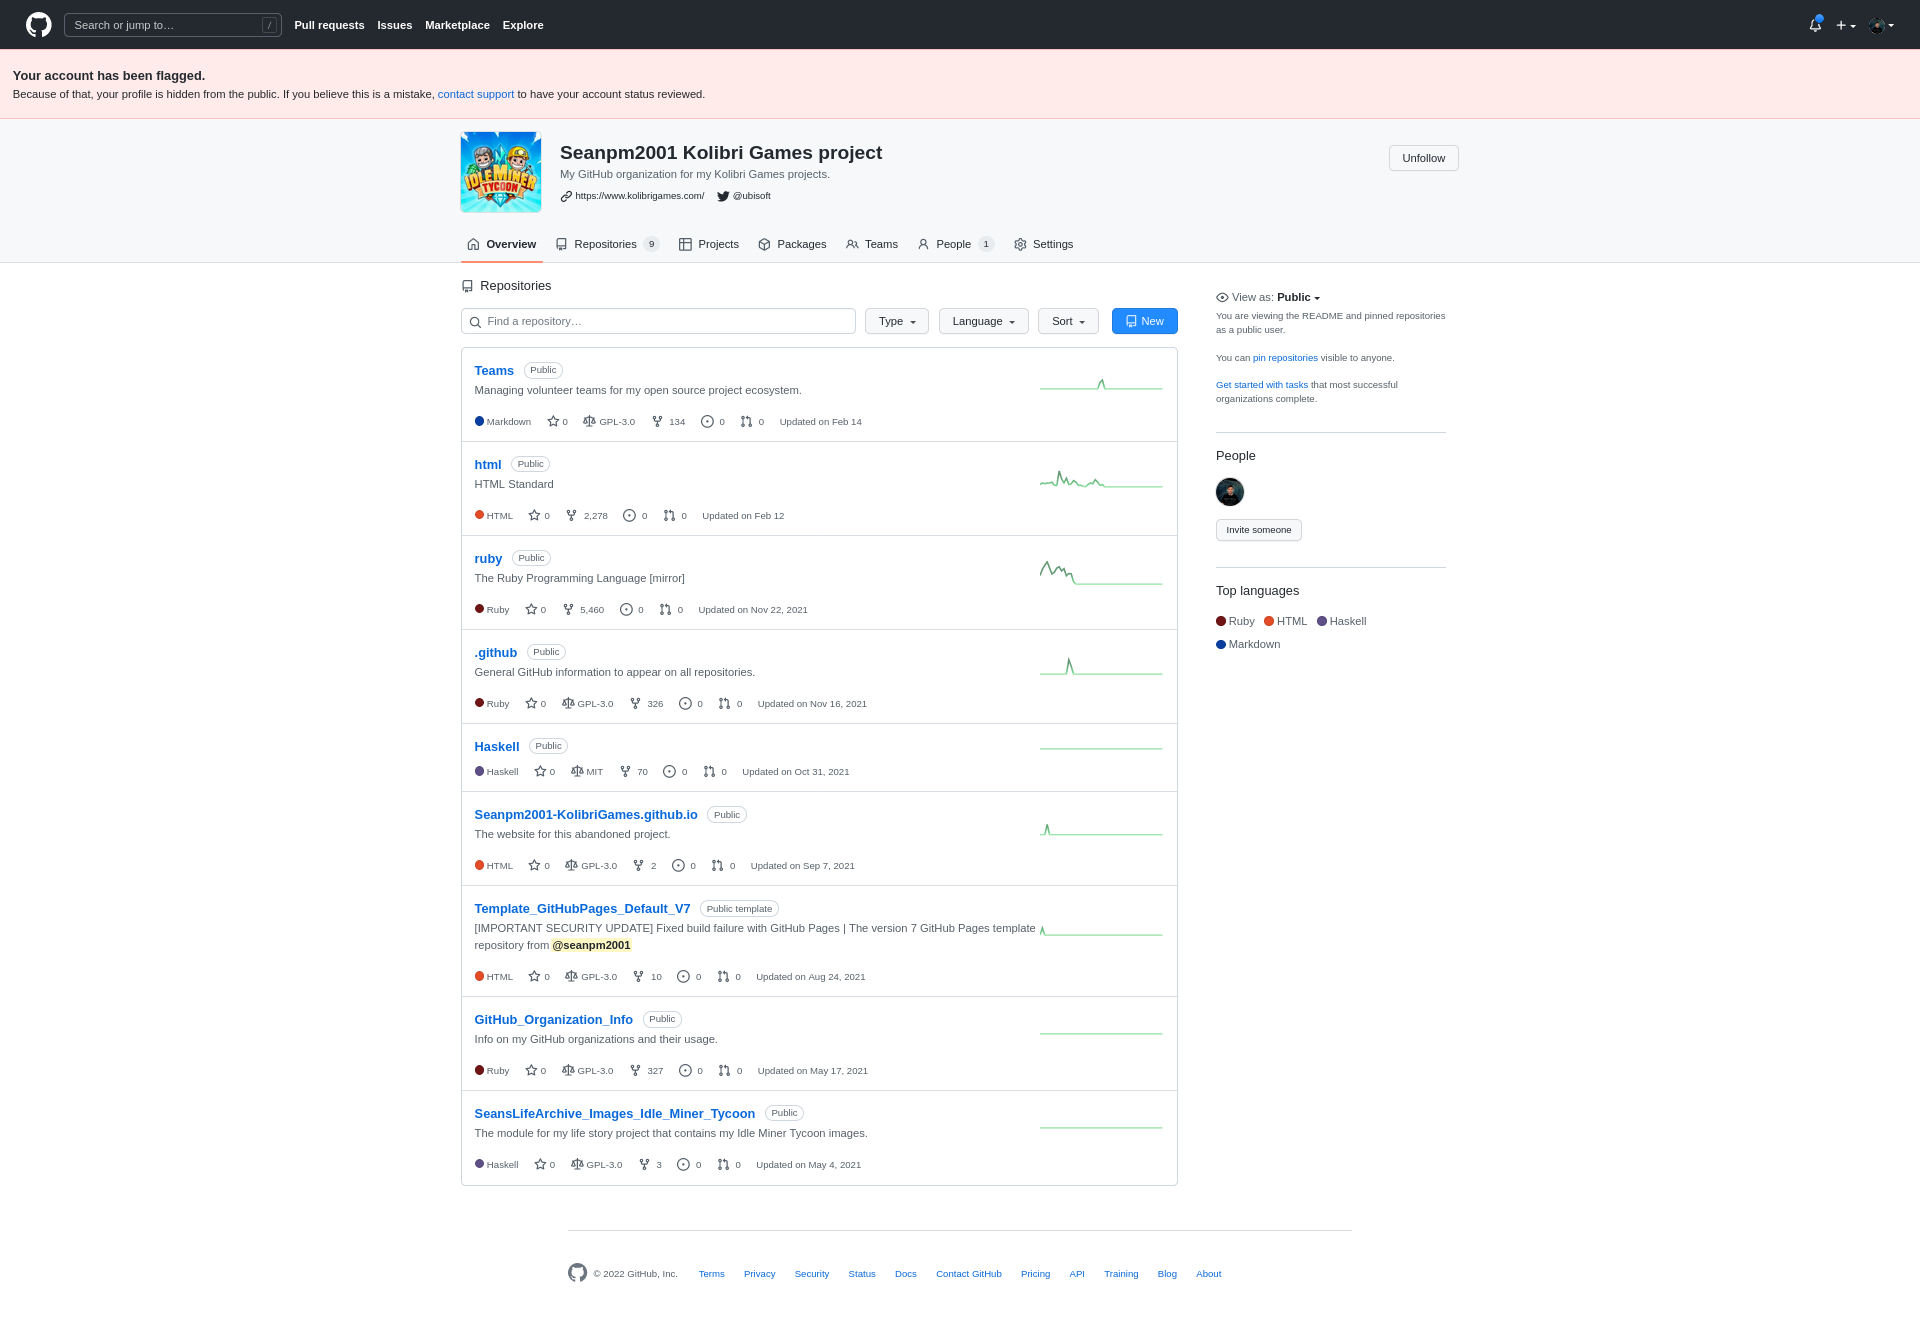 Search or jump to…
/
Pull requests
Issues
Marketplace
Explore
Your account has been flagged.
Because of that, your profile is hidden from the public. If you believe this is a mistake, contact support to have your account status reviewed.
IDLE MINER
TYCOON
Seanpm2001 Kolibri Games project
My GitHub organization for my Kolibri Games projects.
https://www.kolibrigames.com/ @ubisoft
Unfollow
Overview
Repositories 9
Projects
Packages
Teams
People 1
Settings
Repositories
Find a repository…
Type
Language
Sort
New
Teams Public
Managing volunteer teams for my open source project ecosystem.
Markdown 0 GPL-3.0 134 0 0 Updated on Feb 14
html Public
HTML Standard
HTML 0 2,278 0 0 Updated on Feb 12
ruby Public
The Ruby Programming Language [mirror]
Ruby 0 5,460 0 0 Updated on Nov 22, 2021
.github Public
General GitHub information to appear on all repositories.
Ruby 0 GPL-3.0 326 0 0 Updated on Nov 16, 2021
Haskell Public
Haskell 0 MIT 70 0 0 Updated on Oct 31, 2021
Seanpm2001-KolibriGames.github.io Public
The website for this abandoned project.
HTML 0 GPL-3.0 2 0 0 Updated on Sep 7, 2021
Template_GitHubPages_Default_V7 Public template
[IMPORTANT SECURITY UPDATE] Fixed build failure with GitHub Pages | The version 7 GitHub Pages template
repository from @seanpm2001
HTML 0 GPL-3.0 10 0 0 Updated on Aug 24, 2021
GitHub_Organization_Info Public
Info on my GitHub organizations and their usage.
Ruby 0 GPL-3.0 327 0 0 Updated on May 17, 2021
SeansLifeArchive_Images_Idle_Miner_Tycoon Public
The module for my life story project that contains my Idle Miner Tycoon images.
Haskell 0 GPL-3.0 3 0 0 Updated on May 4, 2021
View as: Public
You are viewing the README and pinned repositories
as a public user.
You can pin repositories visible to anyone.
Get started with tasks that most successful
organizations complete.
People
Invite someone
Top languages
Ruby HTML Haskell
Markdown
© 2022 GitHub, Inc.
Terms
Privacy
Security
Status
Docs
Contact GitHub
Pricing
API
Training
Blog
About